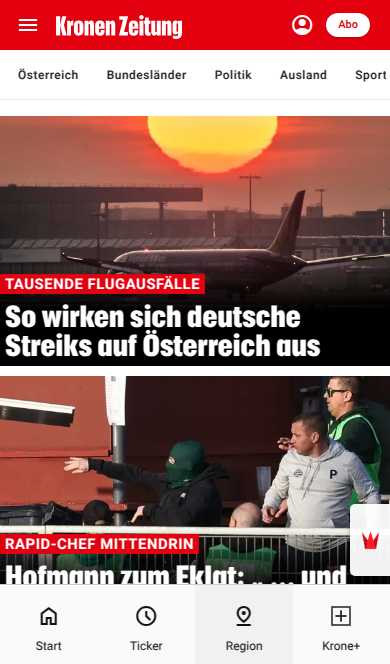 Kronen Zeitung
Abo
Österreich Bundesländer Politik Ausland Sport
TAUSENDE FLUGAUSFÄLLE
So wirken sich deutsche
Streiks auf Österreich aus
P
RAPID-CHEF MITTENDRIN
Hofmann zum Eklat: „... und
Start Ticker Region Krone+